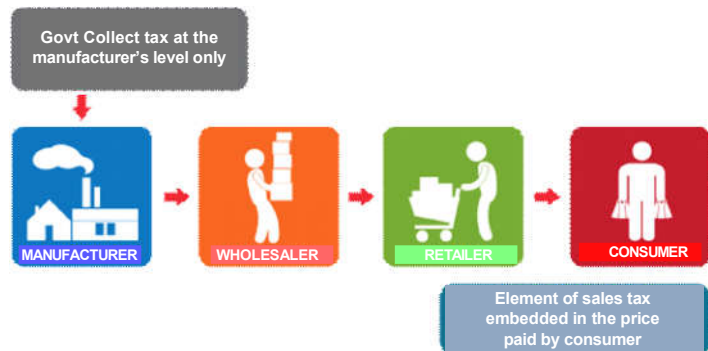 Govt Collect tax at the
manufacturer's level only
MANUFACTURER
WHOLESALER
RETAILER
CONSUMER
Element of sales tax
embedded in the price
paid by consumer